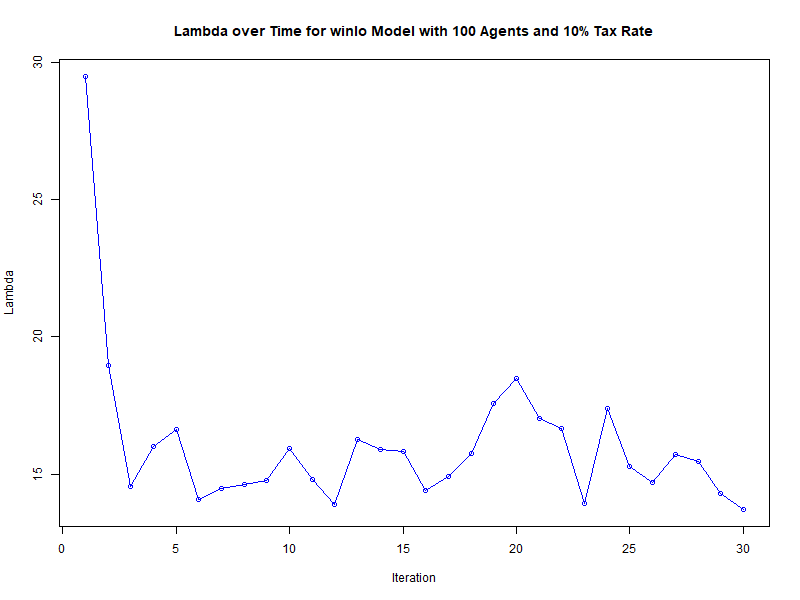 Lambda over Time for winlo Model with 100 Agents and 10% Tax Rate
30
25
20
15
Lambda
0 5 10 15 20 25 30
Iteration